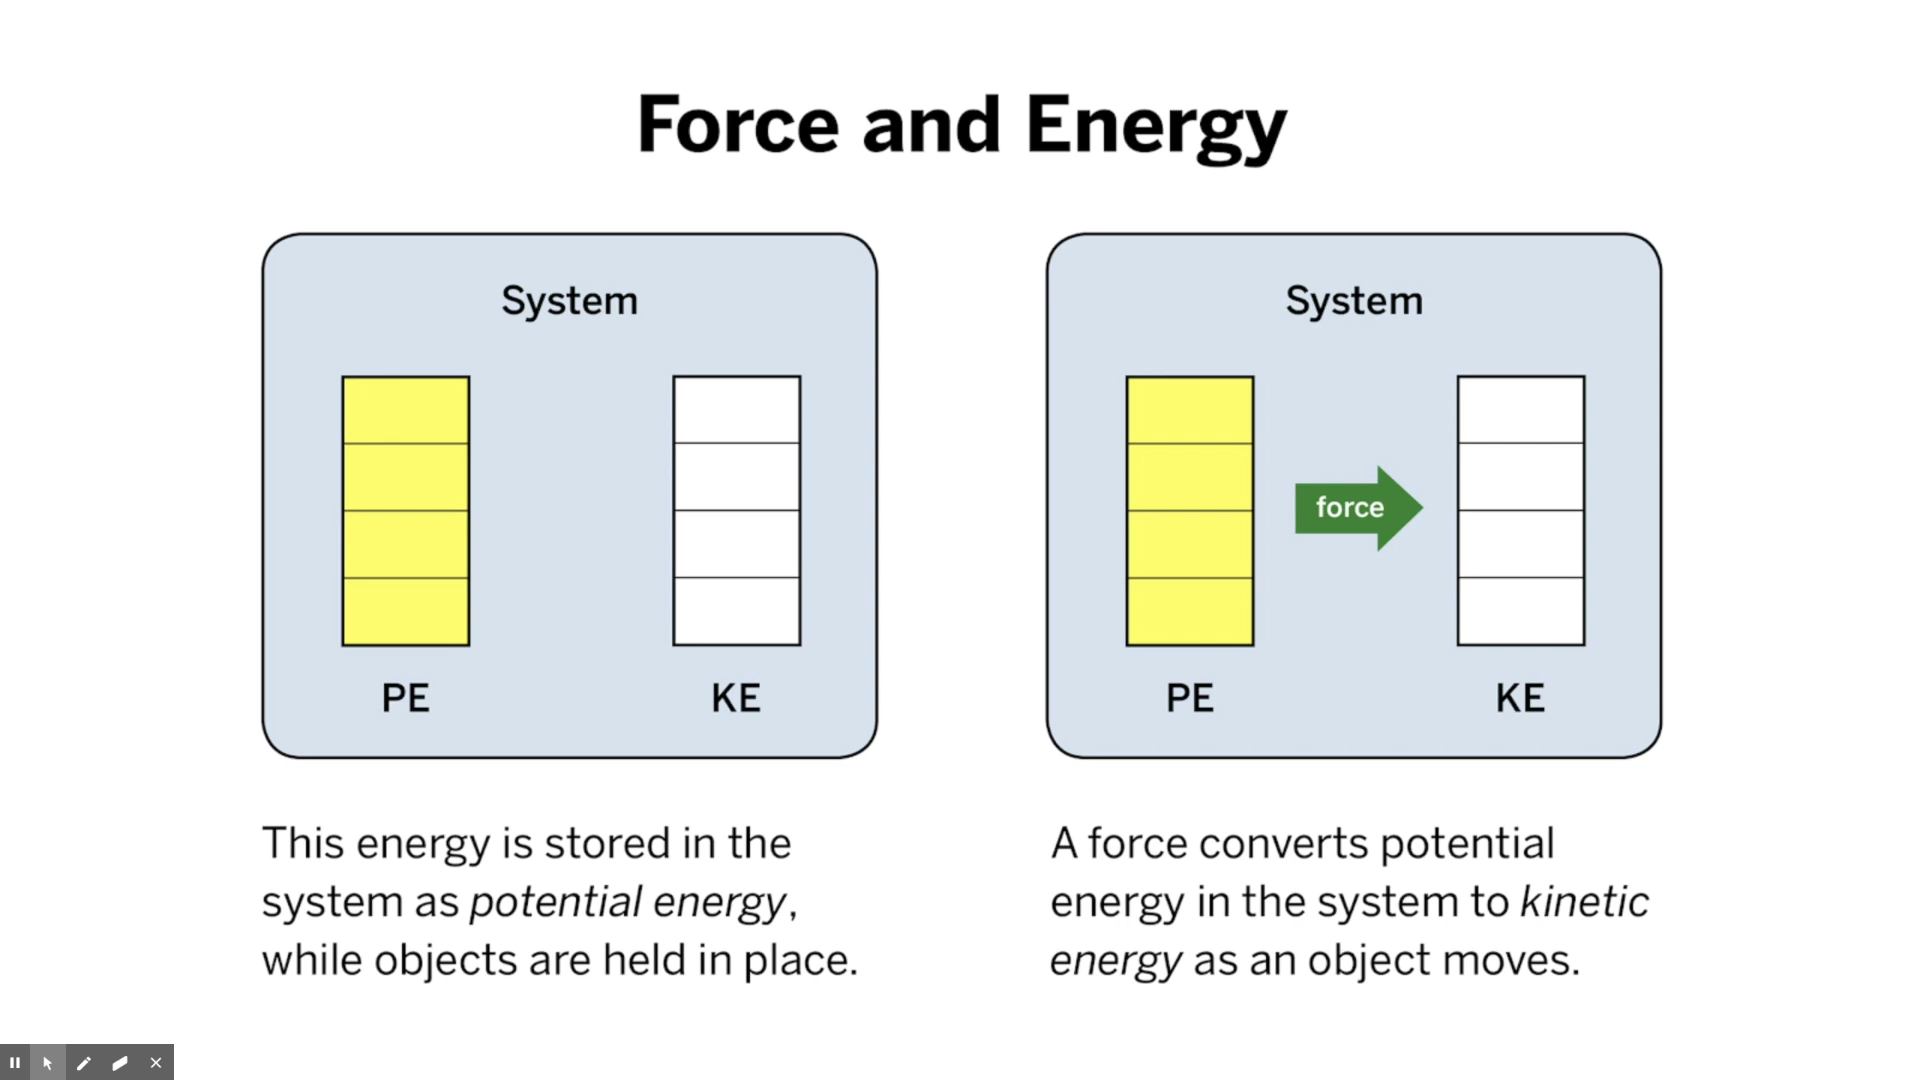 Force and Energy
System
PE
KE
This energy is stored in the
system as potential energy,
while objects are held in place.
System
force
PE
KE
A force converts potential
energy in the system to kinetic
energy as an object moves.